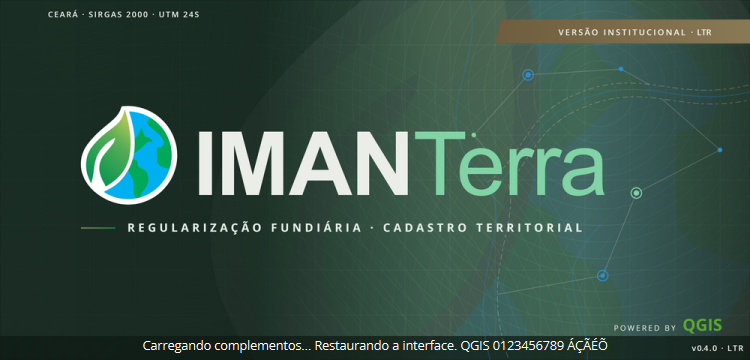 CEARÁ · SIRGAS 2000 · UTM 24S
VERSÃO INSTITUCIONAL · LTR
IMANTerra
REGULARIZAÇÃO FUNDIÁRIA · CADASTRO TERRITORIAL
POWERED BY QGIS
Carregando complementos... Restaurando a interface. QGIS 0123456789 ÁÇÃÉÕ
v0.4.0 · LTR